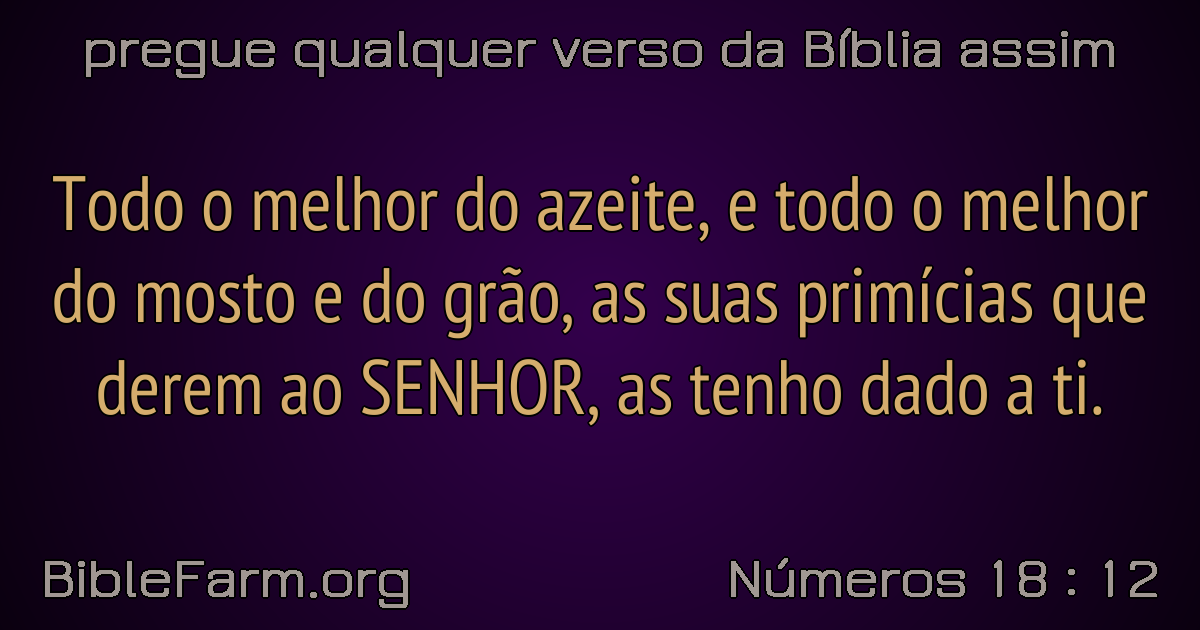 pregue qualquer verso da Bíblia assim
Todo o melhor do azeite, e todo o melhor
do mosto e do grão, as suas primícias que
derem ao SENHOR, as tenho dado a ti.
BibleFarm.org
Números 18 : 12